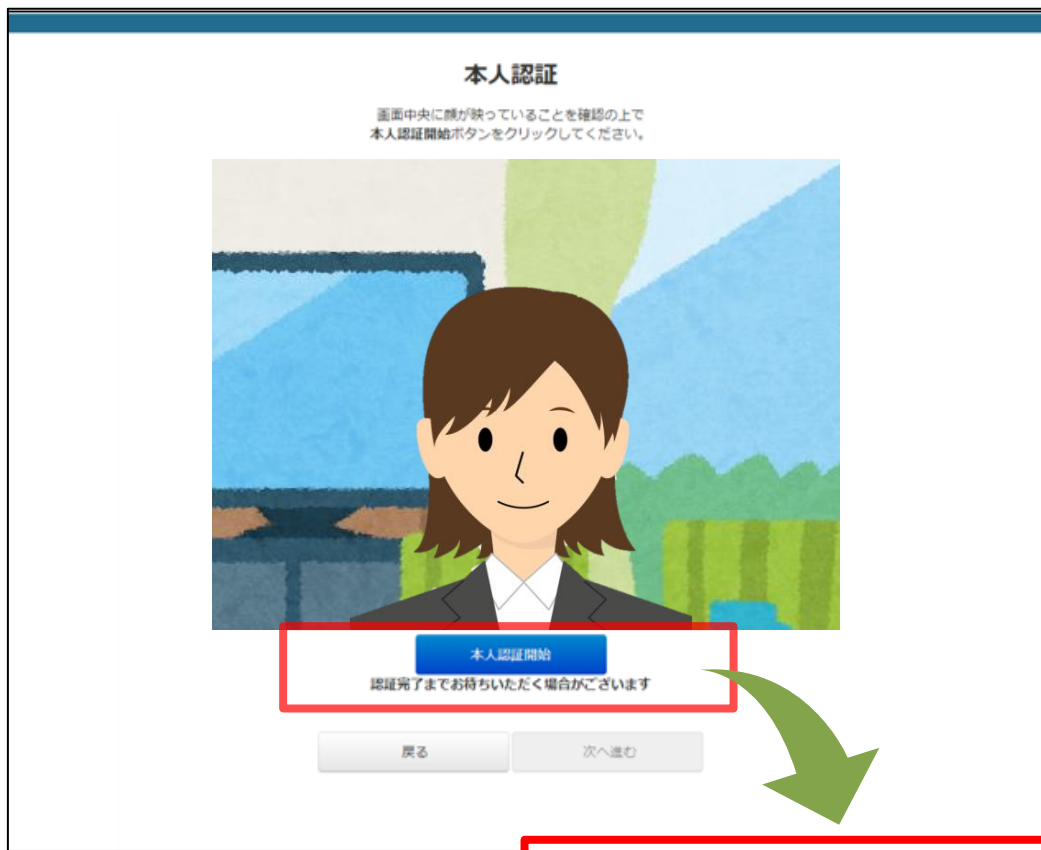 本人認証
画面中央に顔が映っていることを確認の上で
本人認証開始ボタンをクリックしてください。
本人認証開始
認証完了までお待ちいただく場合がございます
戻る
次へ進む